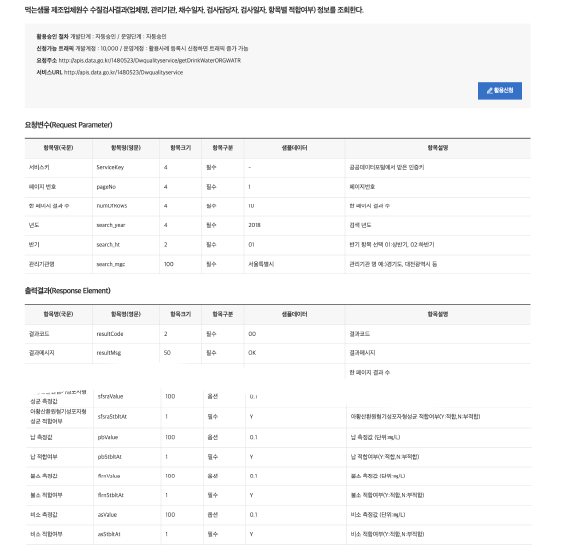 먹는샘물 제조업체원수 수질검사결과(업체명, 관리기관, 채수일자, 검사담당자, 검사일자, 항목별 적합여부) 정보를 조회한다.
활용승인 절차 개발단계 : 자동승인 / 운영단계 : 자동승인
신청가능 트래픽 개발계정 : 10,000 / 운영계정 : 활용사례 등록시 신청하면 트래픽 증가 가능
요청주소 http://apis.data.go.kr/1480523/Dwqualityservice/getDrinkWaterORGWATR
서비스URL http://apis.data.go.kr/1480523/Dwqualityservice
활용신청
요청변수(Request Parameter)
항목명(국문) 항목명(영문) 항목크기 항목구분 샘플데이터 항목설명
서비스키 ServiceKey 4 필수 - 공공데이터포털에서 받은 인증키
페이지 번호 pageNo 4 필수 1 페이지번호
한 페이지 결과 수 numOfRows 4 필수 10 한 페이지 결과 수
년도 search_year 4 필수 2018 검색 년도
반기 search_ht 2 필수 01 반기 항목 선택 01:상반기, 02:하반기
관리기관명 search_mgc 100 필수 서울특별시 관리기관 명 예:)경기도, 대전광역시 등
출력결과(Response Element)
항목명(국문) 항목명(영문) 항목크기 항목구분 샘플데이터 항목설명
결과코드 resultCode 2 필수 00 결과코드
결과메시지 resultMsg 50 필수 OK 결과메시지
한 페이지 결과 수
성균 측정값 sfsraValue 100 옵션 0.1
아황산환원혐기성포자형
성균 적합여부 sfsraStbltAt 1 필수 Y 아황산환원혐기성포자형성균 적합여부(Y:적합,N:부적합)
납 측정값 pbValue 100 옵션 0.1 납 측정값 (단위:㎎/L)
납 적합여부 pbStbltAt 1 필수 Y 납 적합여부(Y:적합,N:부적합)
불소 측정값 flrnValue 100 옵션 0.1 불소 측정값 (단위:㎎/L)
불소 적합여부 flrnStbltAt 1 필수 Y 불소 적합여부(Y:적합,N:부적합)
비소 측정값 asValue 100 옵션 0.1 비소 측정값 (단위:㎎/L)
비소 적합여부 asStbltAt 1 필수 Y 비소 적합여부(Y:적합,N:부적합)